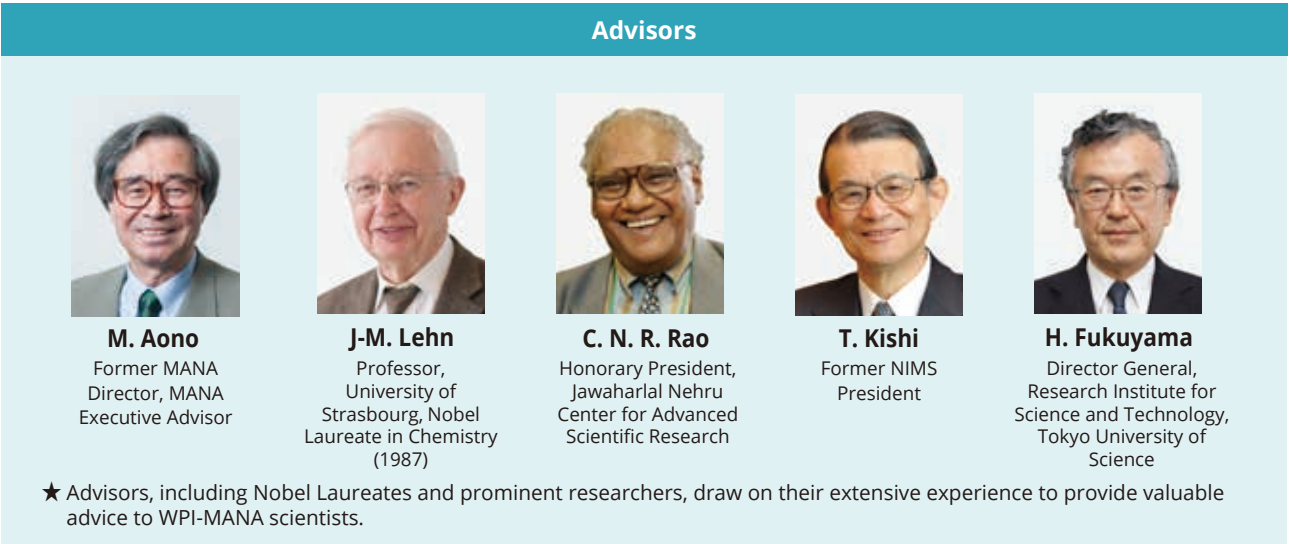 Advisors
M. Aono
Former MANA
Director, MANA
Executive Advisor
J-M. Lehn
Professor,
University of
Strasbourg, Nobel
Laureate in Chemistry
(1987)
C. N. R. Rao
Honorary President,
Jawaharlal Nehru
Center for Advanced
Scientific Research
T. Kishi
Former NIMS
President
H. Fukuyama
Director General,
Research Institute for
Science and Technology,
Tokyo University of
Science
★ Advisors, including Nobel Laureates and prominent researchers, draw on their extensive experience to provide valuable
advice to WPI-MANA scientists.